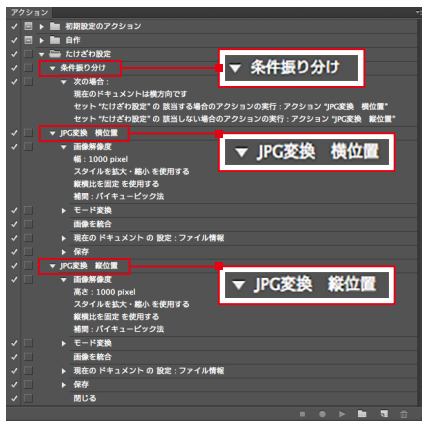 アクション
初期設定のアクション
自作
たけざわ設定
条件振り分け
条件振り分け
次の場合：
現在のドキュメントは横方向です
セット "たけざわ設定" の 該当する場合のアクションの実行：アクション "JPG変換　横位置"
セット "たけざわ設定" の 該当しない場合のアクションの実行：アクション "JPG変換　縦位置"
JPG変換　横位置
JPG変換　横位置
画像解像度
幅：1000 pixel
スタイルを拡大・縮小 を使用する
縦横比を固定 を使用する
補間：バイキュービック法
モード変換
画像を統合
現在の ドキュメント の 設定：ファイル情報
保存
JPG変換　縦位置
JPG変換　縦位置
画像解像度
高さ：1000 pixel
スタイルを拡大・縮小 を使用する
縦横比を固定 を使用する
補間：バイキュービック法
モード変換
画像を統合
現在の ドキュメント の 設定：ファイル情報
保存
閉じる